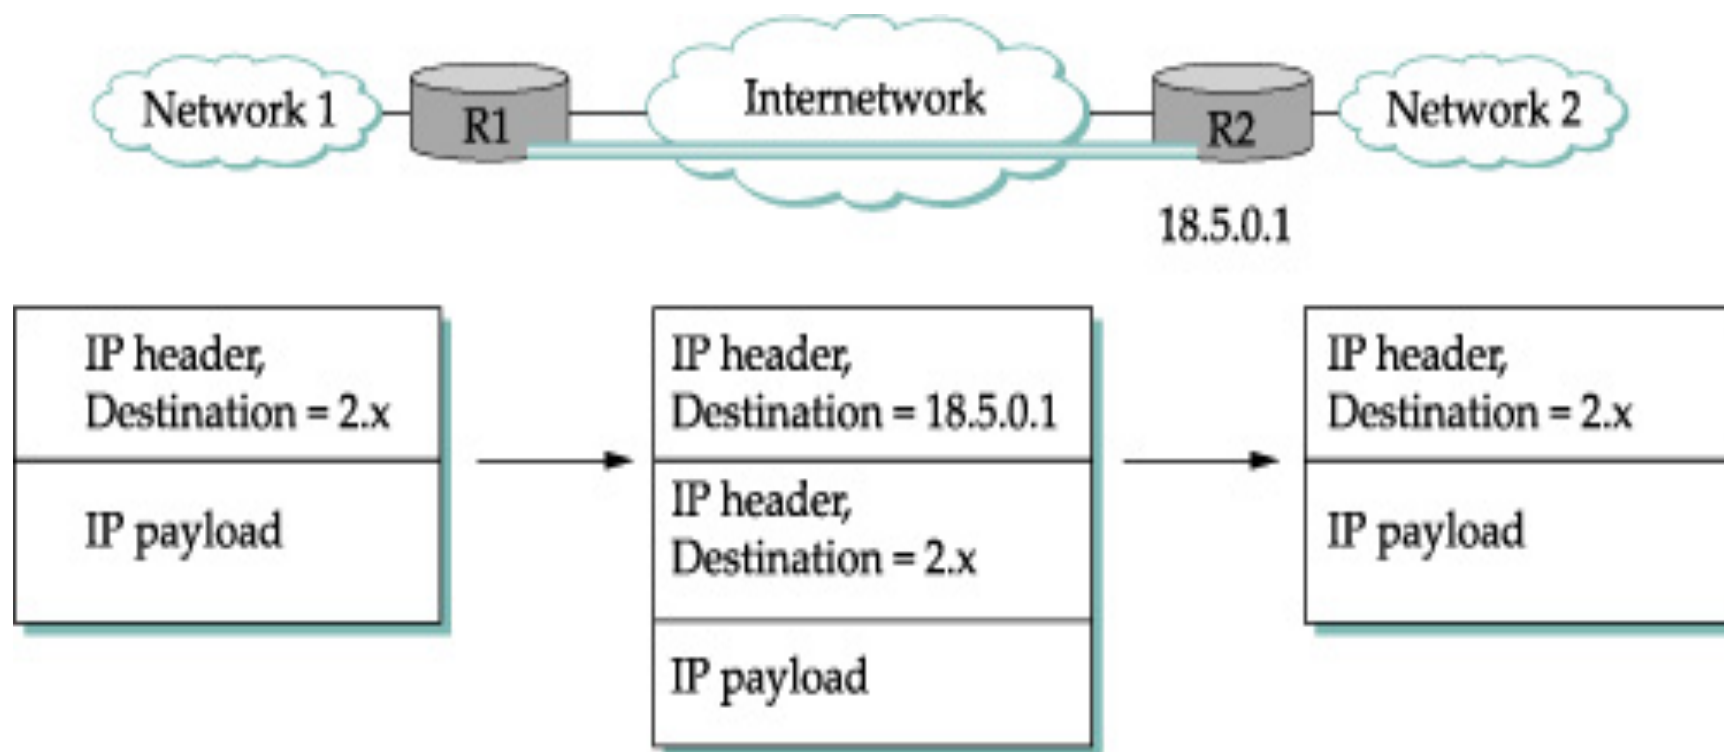 Network 1
R1
Internetwork
R2
Network 2
18.5.0.1
IP header,
Destination = 2.x
IP payload
IP header,
Destination = 18.5.0.1
IP header,
Destination = 2.x
IP payload
IP header,
Destination = 2.x
IP payload